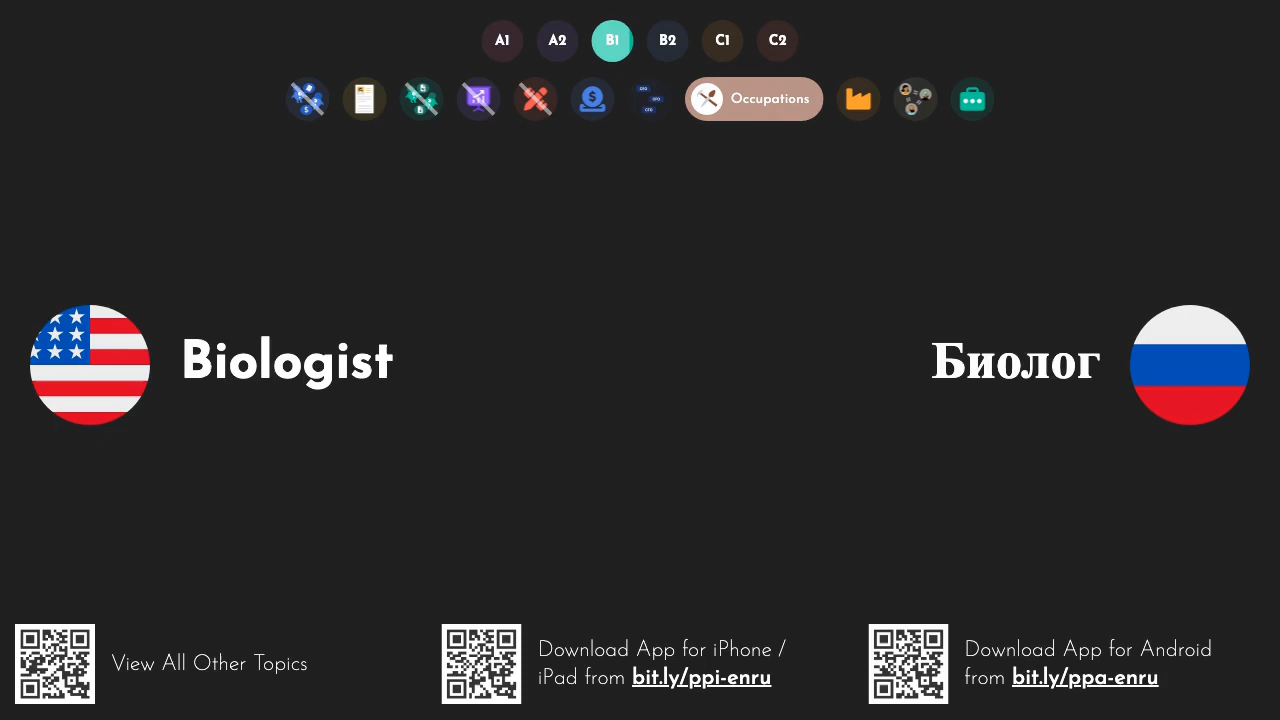 A1 A2 B1 B2 C1 C2
Occupations
Biologist
Биолог
View All Other Topics
Download App for iPhone /
iPad from bit.ly/ppi-enru
Download App for Android
from bit.ly/ppa-enru